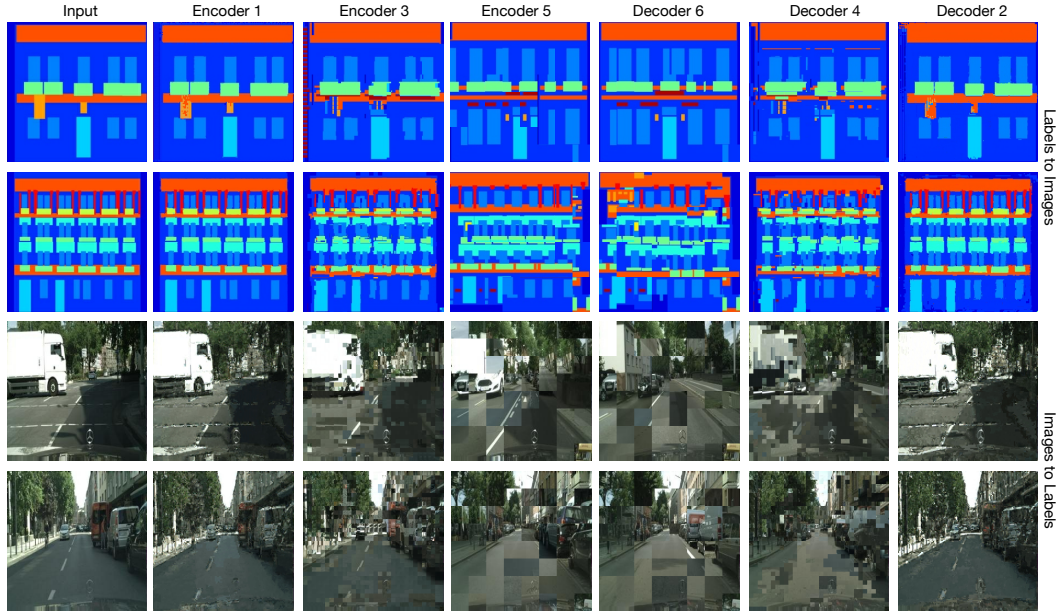 Input
Encoder 1
Encoder 3
Encoder 5
Decoder 6
Decoder 4
Decoder 2
Labels to Images
Images to Labels